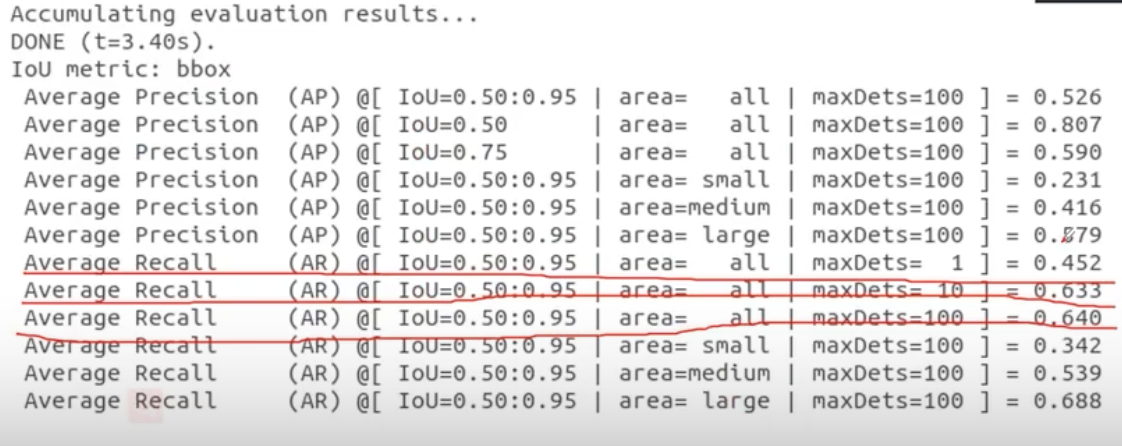 Accumulating evaluation results...
DONE (t=3.40s).
IoU metric: bbox
Average Precision (AP) @[ IoU=0.50:0.95 | area= all | maxDets=100 ] = 0.526
Average Precision (AP) @[ IoU=0.50 | area= all | maxDets=100 ] = 0.807
Average Precision (AP) @[ IoU=0.75 | area= all | maxDets=100 ] = 0.590
Average Precision (AP) @[ IoU=0.50:0.95 | area= small | maxDets=100 ] = 0.231
Average Precision (AP) @[ IoU=0.50:0.95 | area=medium | maxDets=100 ] = 0.416
Average Precision (AP) @[ IoU=0.50:0.95 | area= large | maxDets=100 ] =
Average Recall (AR) @[ IoU=0.50:0.95 | area= all | maxDets= 1 ] = 0.452
Average Recall (AR) @[ IoU=0.50:0.95 | area= all | maxDets= 10 ] = 0.633
Average Recall (AR) @[ IoU=0.50:0.95 | area= all | maxDets=100 ] = 0.640
Average Recall (AR) @[ IoU=0.50:0.95 | area= small | maxDets=100 ] = 0.342
Average Recall (AR) @[ IoU=0.50:0.95 | area=medium | maxDets=100 ] = 0.539
Average Recall (AR) @[ IoU=0.50:0.95 | area= large | maxDets=100 ] = 0.688